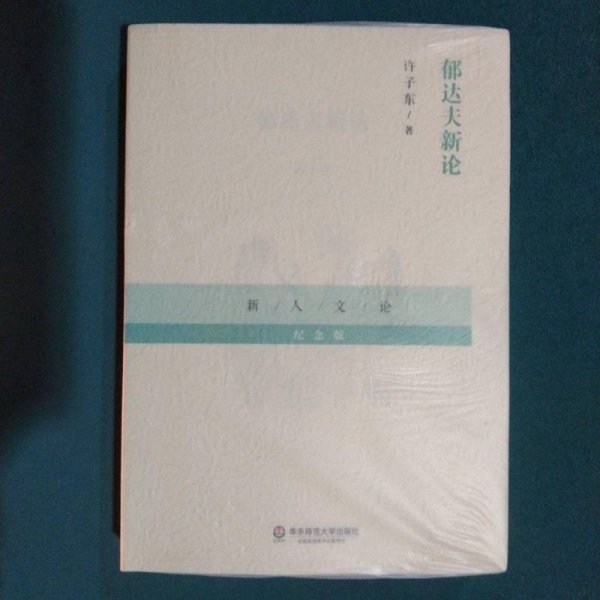 郁达夫新论
许子东/著
新/人/文/论
纪念版
华东师范大学出版社